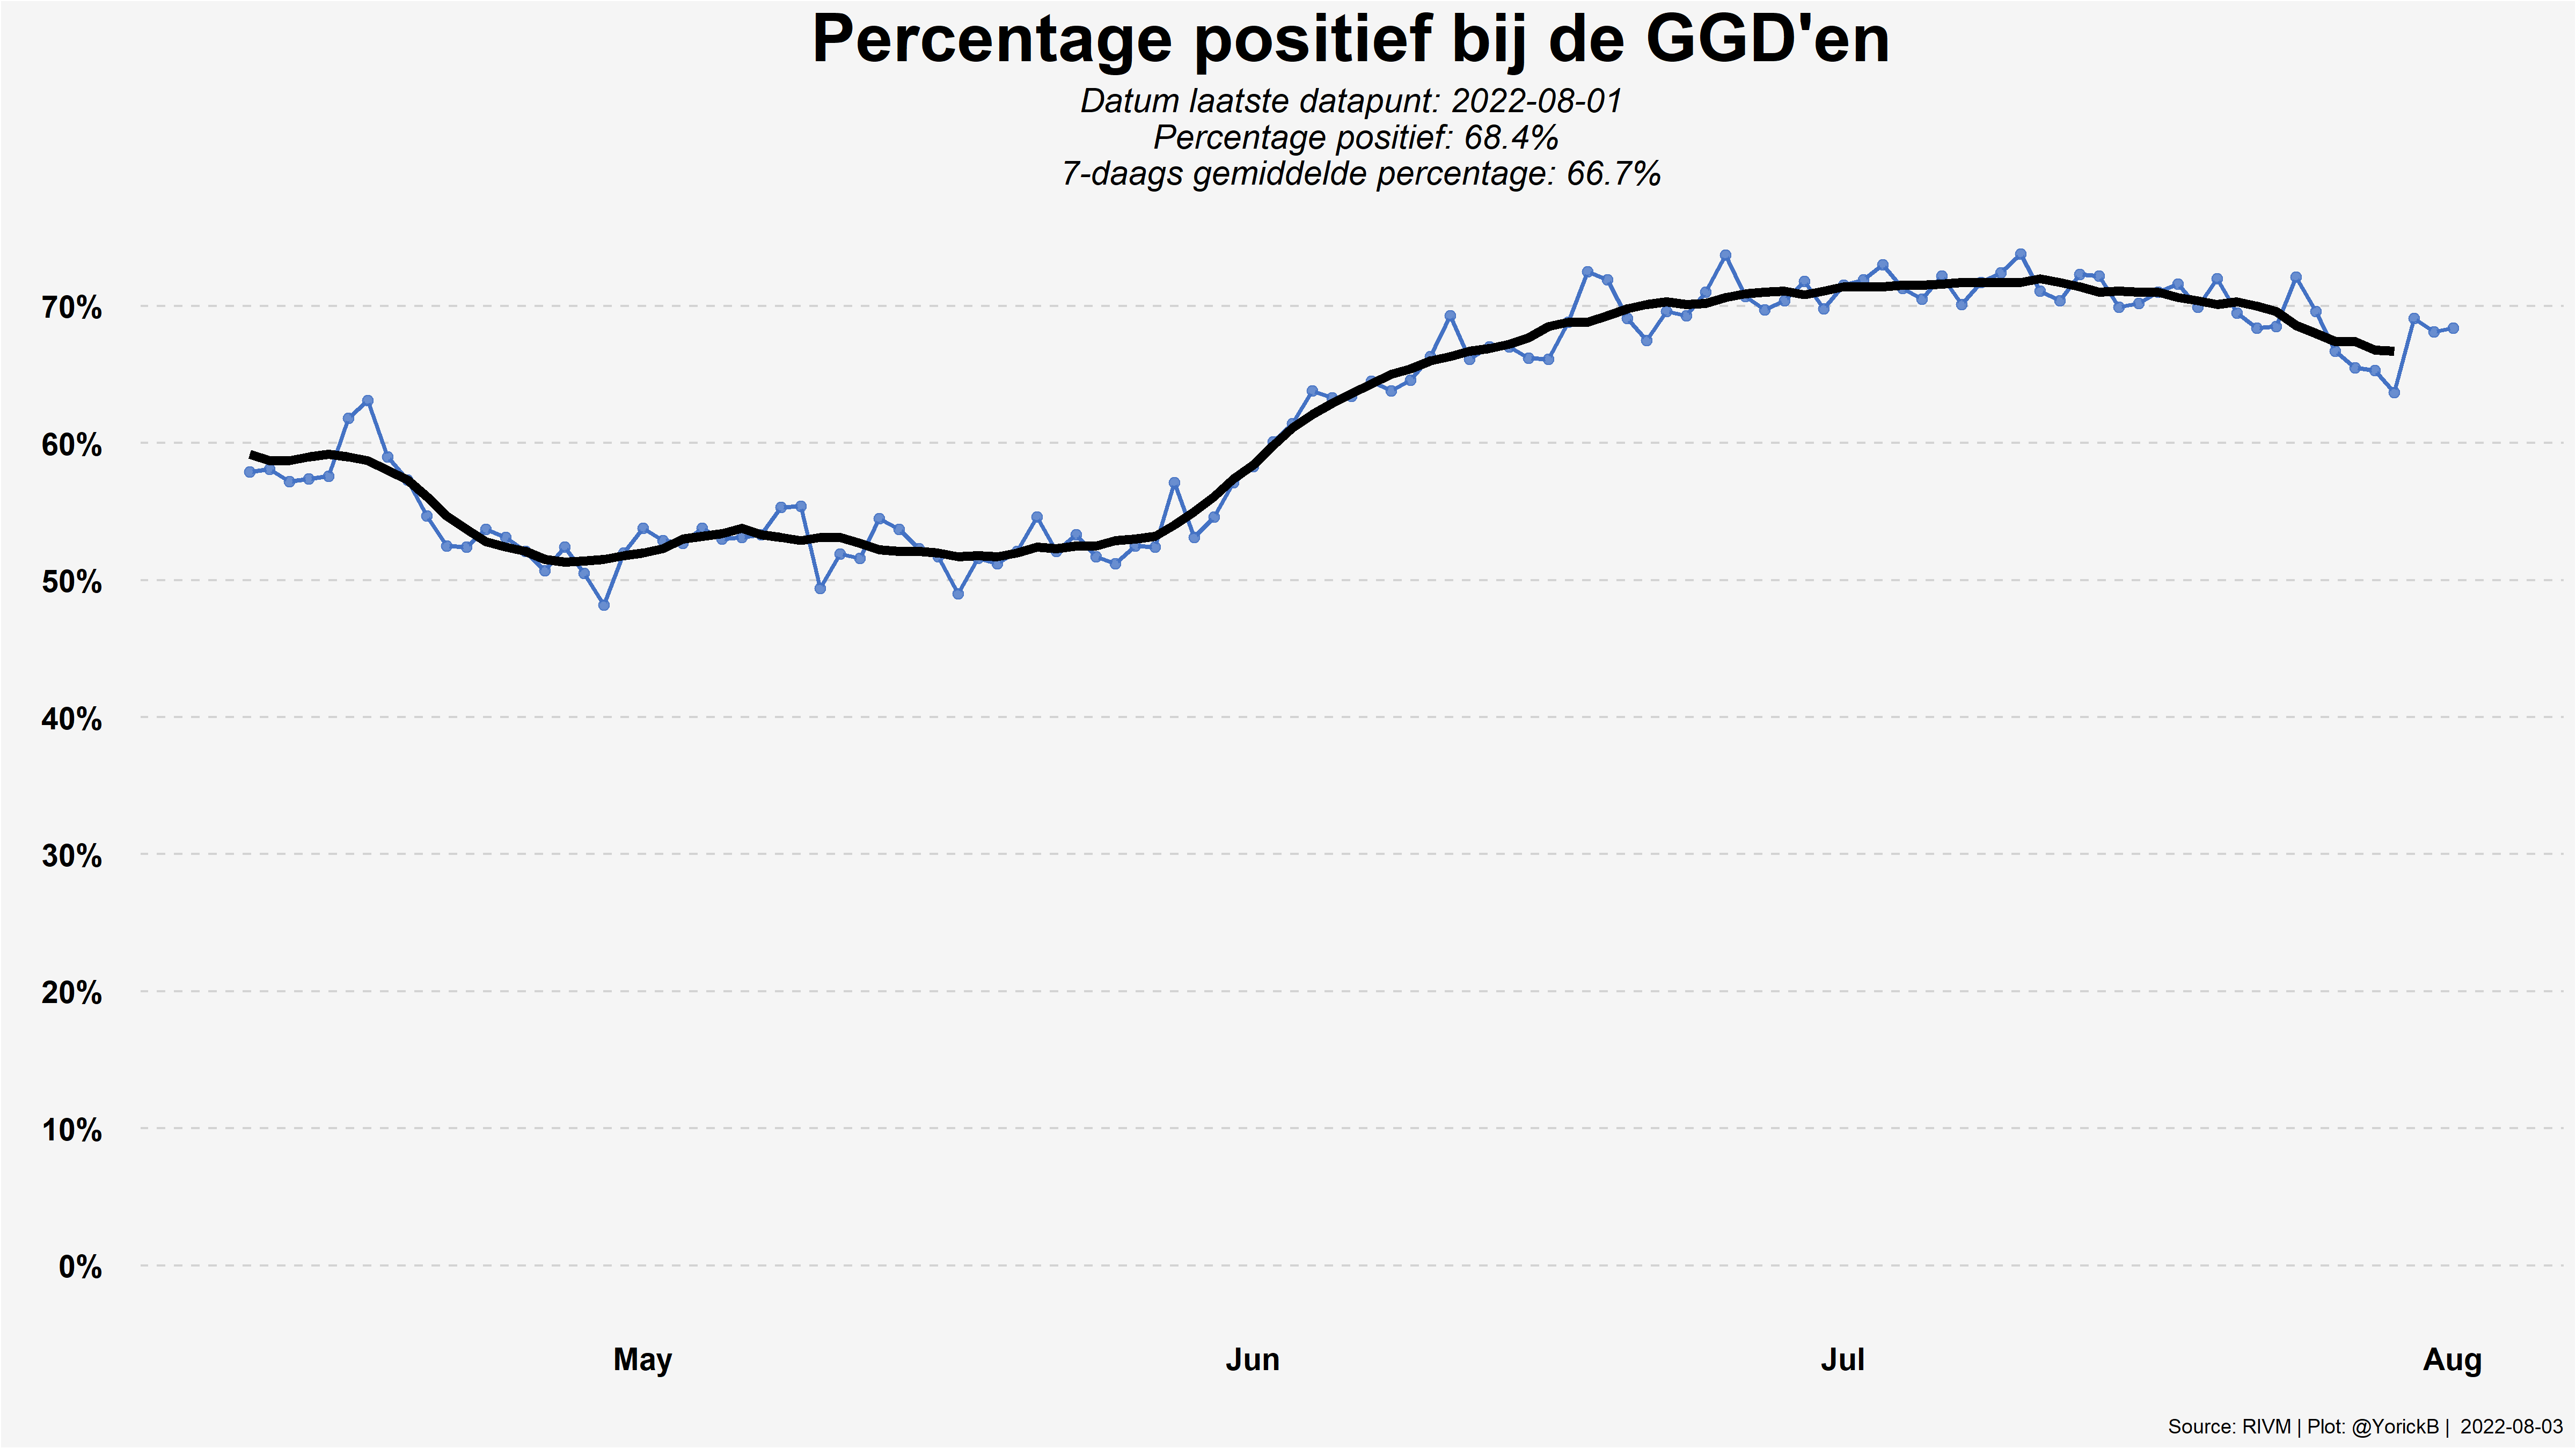 Percentage positief bij de GGD'en
Datum laatste datapunt: 2022-08-01
Percentage positief: 68.4%
7-daags gemiddelde percentage: 66.7%
70%
60%
50%
40%
30%
20%
10%
0%
May Jun Jul Aug
Source: RIVM | Plot: @YorickB | 2022-08-03